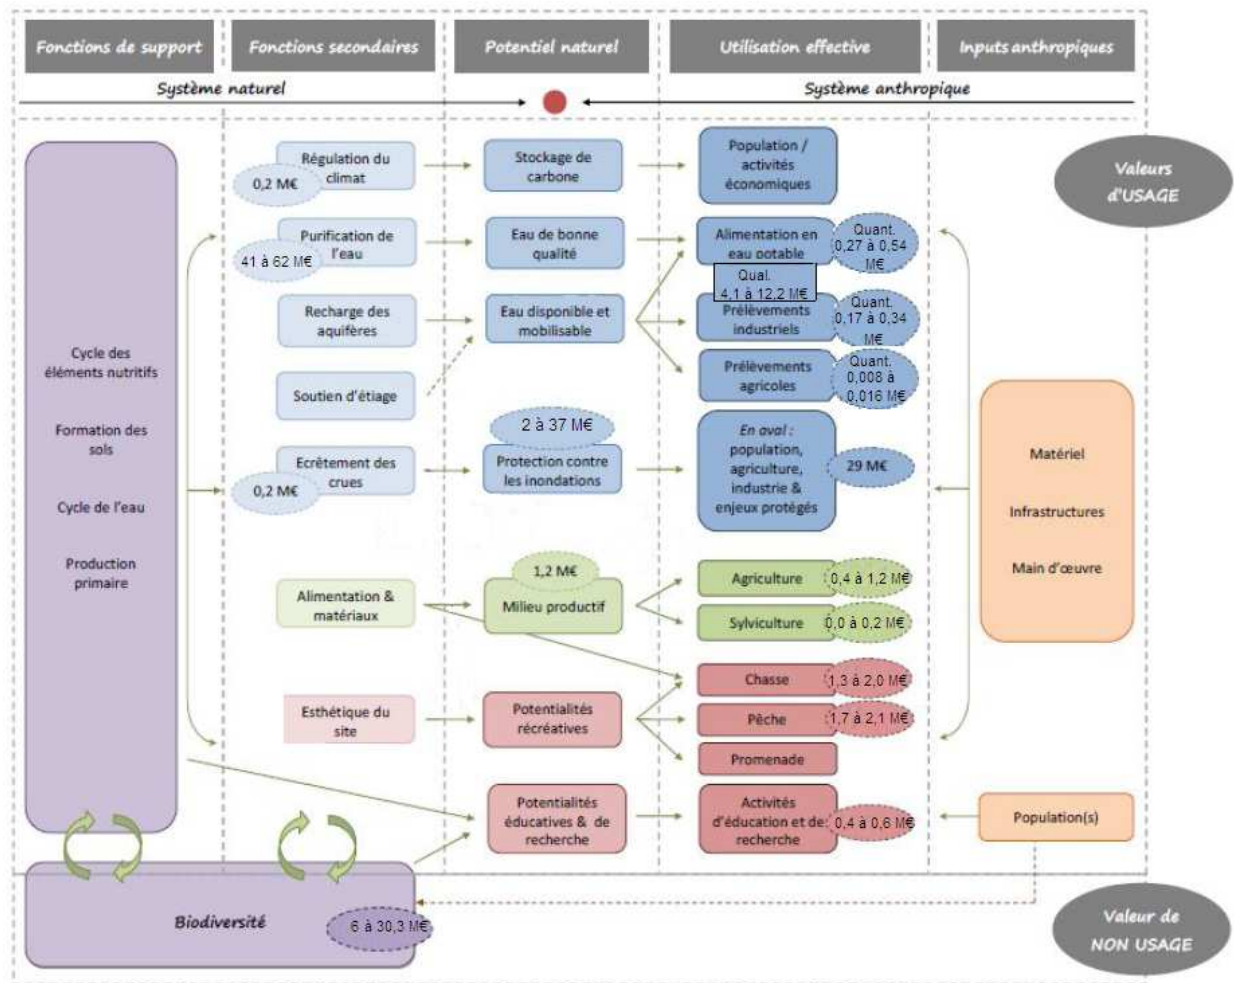 Fonctions de support
Fonctions secondaires
Potentiel naturel
Utilisation effective
Inputs anthropiques
Système naturel
Système anthropique
Valeurs
d'USAGE
Cycle des
éléments nutritifs
Formation des
sols
Cycle de l'eau
Production
primaire
Régulation du
climat
0,2 M€
Stockage de
carbone
Population /
activités
économiques
Purification de
l'eau
41 à 62 M€
Eau de bonne
qualité
Alimentation en
eau potable
Quant.
0,27 à 0,54
M€
Qual.
4,1 à 12,2 M€
Recharge des
aquifères
Eau disponible et
mobilisable
Prélèvements
industriels
Quant.
0,17 à 0,34
M€
Soutien d'étiage
Prélèvements
agricoles
Quant.
0,008 à
0,016 M€
Ecrêtement des
crues
0,2 M€
2 à 37 M€
Protection contre
les inondations
En aval :
population,
agriculture,
industrie &
enjeux protégés
29 M€
Matériel
Infrastructures
Main d'œuvre
Alimentation &
matériaux
1,2 M€
Milieu productif
Agriculture
0,4 à 1,2 M€
Sylviculture
0,0 à 0,2 M€
Esthétique du
site
Potentialités
récréatives
Chasse
1,3 à 2,0 M€
Pêche
1,7 à 2,1 M€
Promenade
Potentialités
éducatives & de
recherche
Activités
d'éducation et de
recherche
0,4 à 0,6 M€
Population(s)
Biodiversité
6 à 30,3 M€
Valeur de
NON USAGE